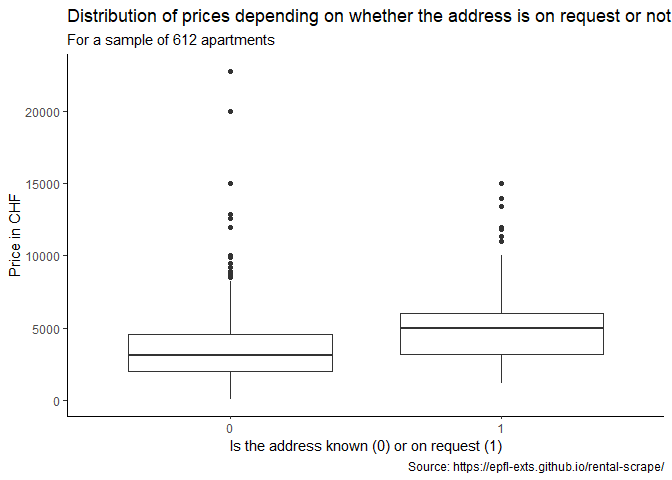 Distribution of prices depending on whether the address is on request or not
For a sample of 612 apartments
Price in CHF
20000
15000
10000
5000
0
0
1
Is the address known (0) or on request (1)
Source: https://epfl-exts.github.io/rental-scrape/